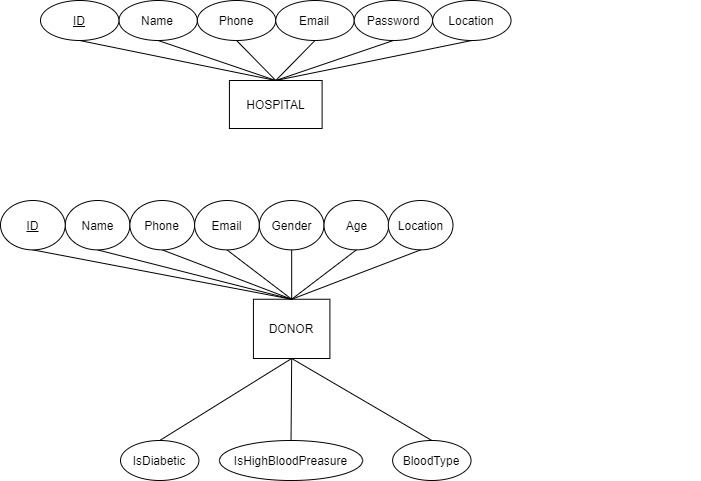 ID Name Phone Email Password Location
HOSPITAL
ID Name Phone Email Gender Age Location
DONOR
IsDiabetic IsHighBloodPreasure BloodType